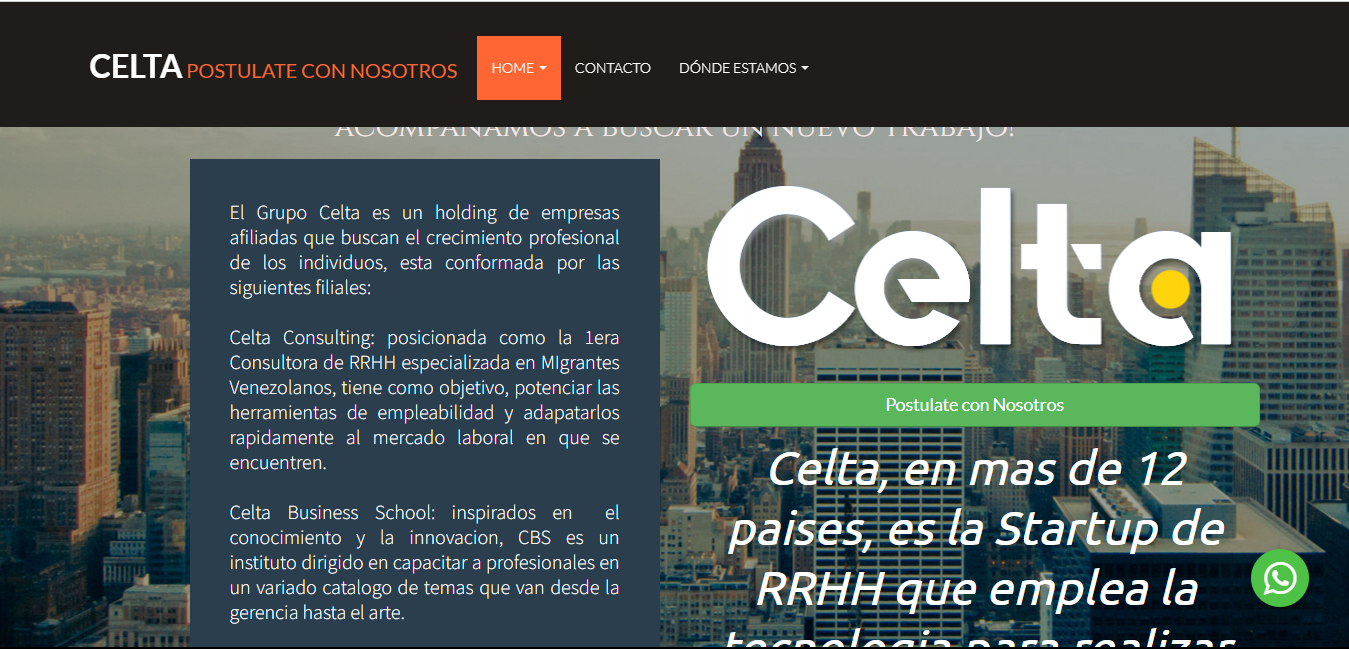 CELTA POSTULATE CON NOSOTROS
HOME
CONTACTO
DÓNDE ESTAMOS
ACOMPAÑAMOS A BUSCAR UN NUEVO TRABAJO!
El Grupo Celta es un holding de empresas
afiliadas que buscan el crecimiento profesional
de los individuos, esta conformada por las
siguientes filiales:
Celta Consulting: posicionada como la 1era
Consultora de RRHH especializada en MIgrantes
Venezolanos, tiene como objetivo, potenciar las
herramientas de empleabilidad y adapatarlos
rapidamente al mercado laboral en que se
encuentren.
Celta Business School: inspirados en el
conocimiento y la innovacion, CBS es un
instituto dirigido en capacitar a profesionales en
un variado catalogo de temas que van desde la
gerencia hasta el arte.
Celta
Postulate con Nosotros
Celta, en mas de 12
paises, es la Startup de
RRHH que emplea la
tecnologia para realizar